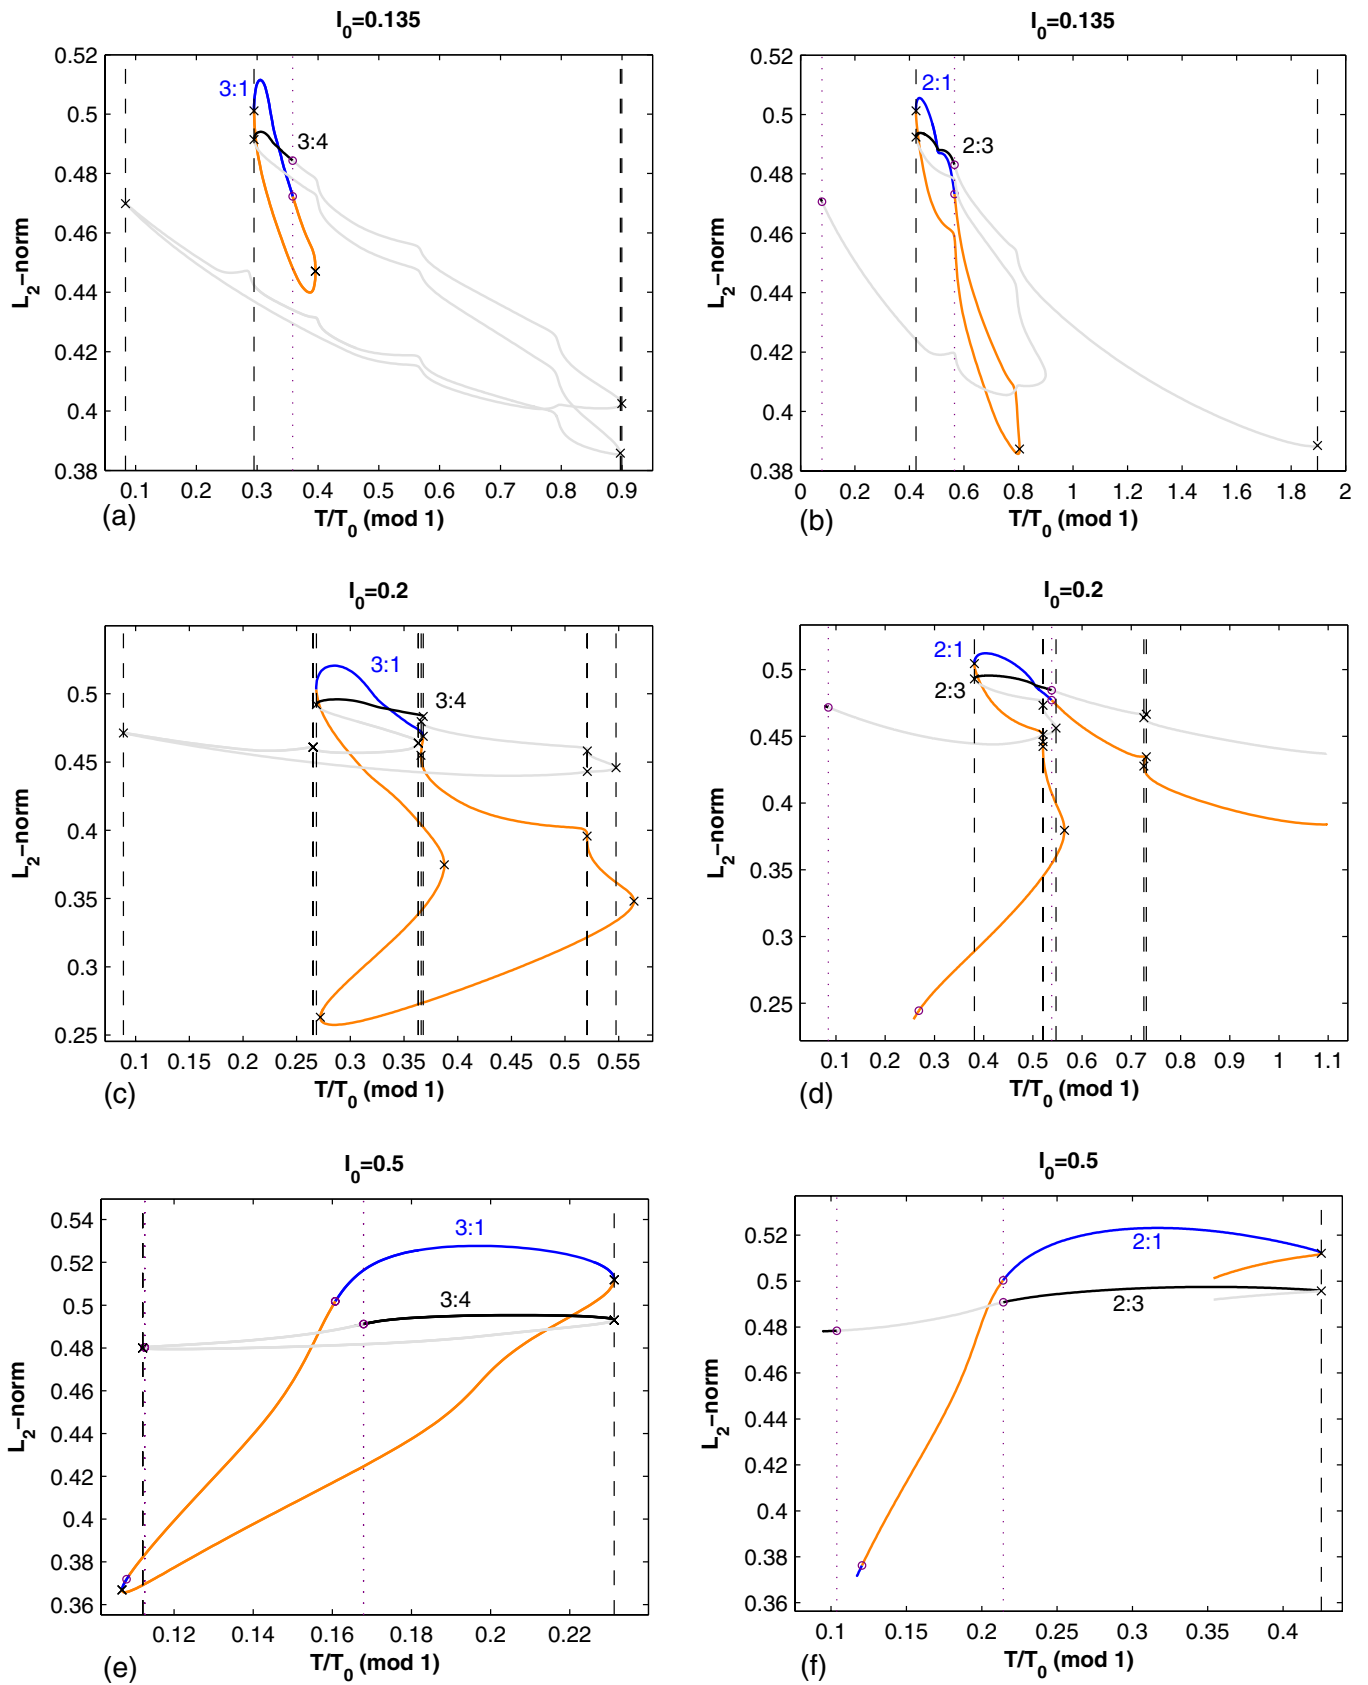 I0=0.135
0.52
0.5
0.48
0.46
0.44
0.42
0.4
0.38
L2−norm
3:1
3:4
0.1 0.2 0.3 0.4 0.5 0.6 0.7 0.8 0.9
T/T0 (mod 1)
(a)
I0=0.135
0.52
0.5
0.48
0.46
0.44
0.42
0.4
0.38
L2−norm
2:1
2:3
0 0.2 0.4 0.6 0.8 1 1.2 1.4 1.6 1.8 2
T/T0 (mod 1)
(b)
I0=0.2
0.5
0.45
0.4
0.35
0.3
0.25
L2−norm
3:1
3:4
0.1 0.15 0.2 0.25 0.3 0.35 0.4 0.45 0.5 0.55
T/T0 (mod 1)
(c)
I0=0.2
0.5
0.45
0.4
0.35
0.3
0.25
L2−norm
2:1
2:3
0.1 0.2 0.3 0.4 0.5 0.6 0.7 0.8 0.9 1 1.1
T/T0 (mod 1)
(d)
I0=0.5
0.54
0.52
0.5
0.48
0.46
0.44
0.42
0.4
0.38
0.36
L2−norm
3:1
3:4
0.12 0.14 0.16 0.18 0.2 0.22
T/T0 (mod 1)
(e)
I0=0.5
0.52
0.5
0.48
0.46
0.44
0.42
0.4
0.38
0.36
L2−norm
2:1
2:3
0.1 0.15 0.2 0.25 0.3 0.35 0.4
T/T0 (mod 1)
(f)